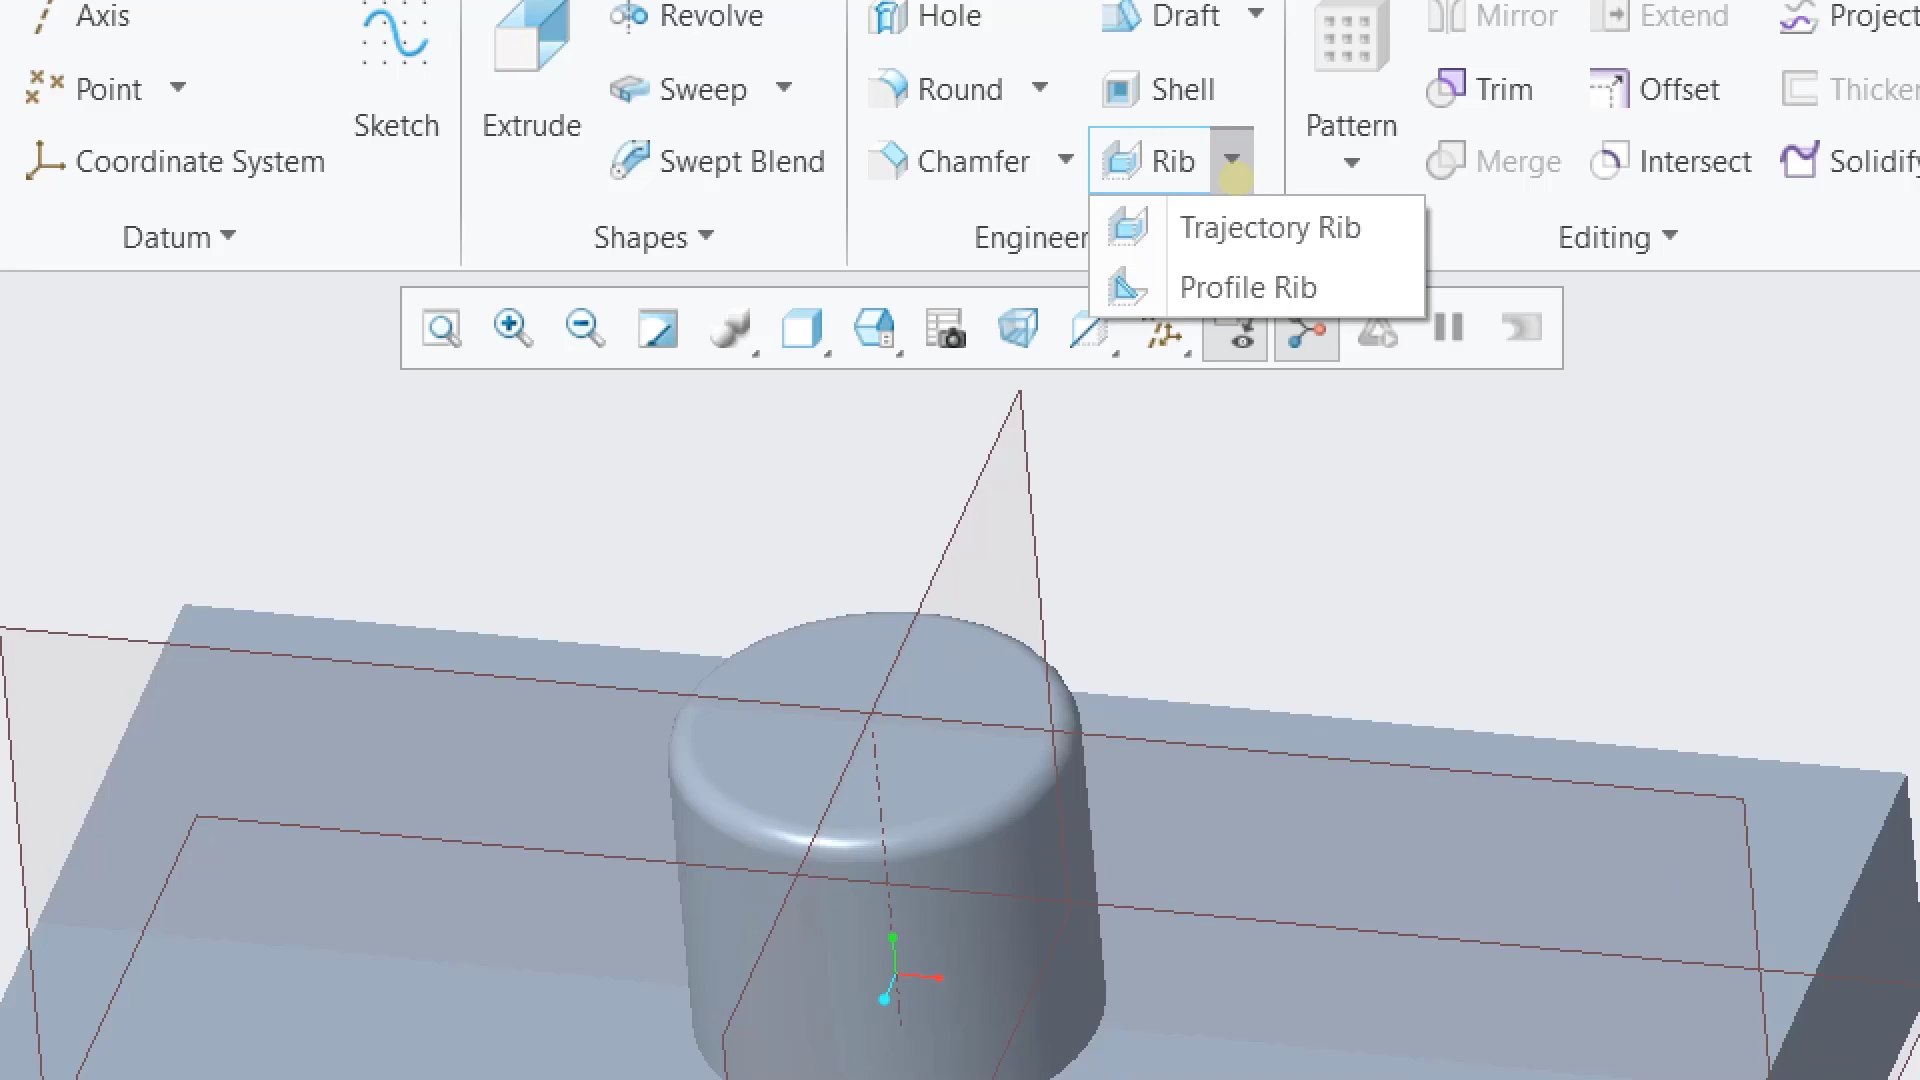 Axis
Point
Coordinate System
Datum
Sketch
Extrude
Revolve
Sweep
Swept Blend
Shapes
Hole
Round
Chamfer
Draft
Shell
Rib
Engineer
Trajectory Rib
Profile Rib
Pattern
Mirror
Trim
Merge
Extend
Offset
Intersect
Project
Thicken
Solidify
Editing